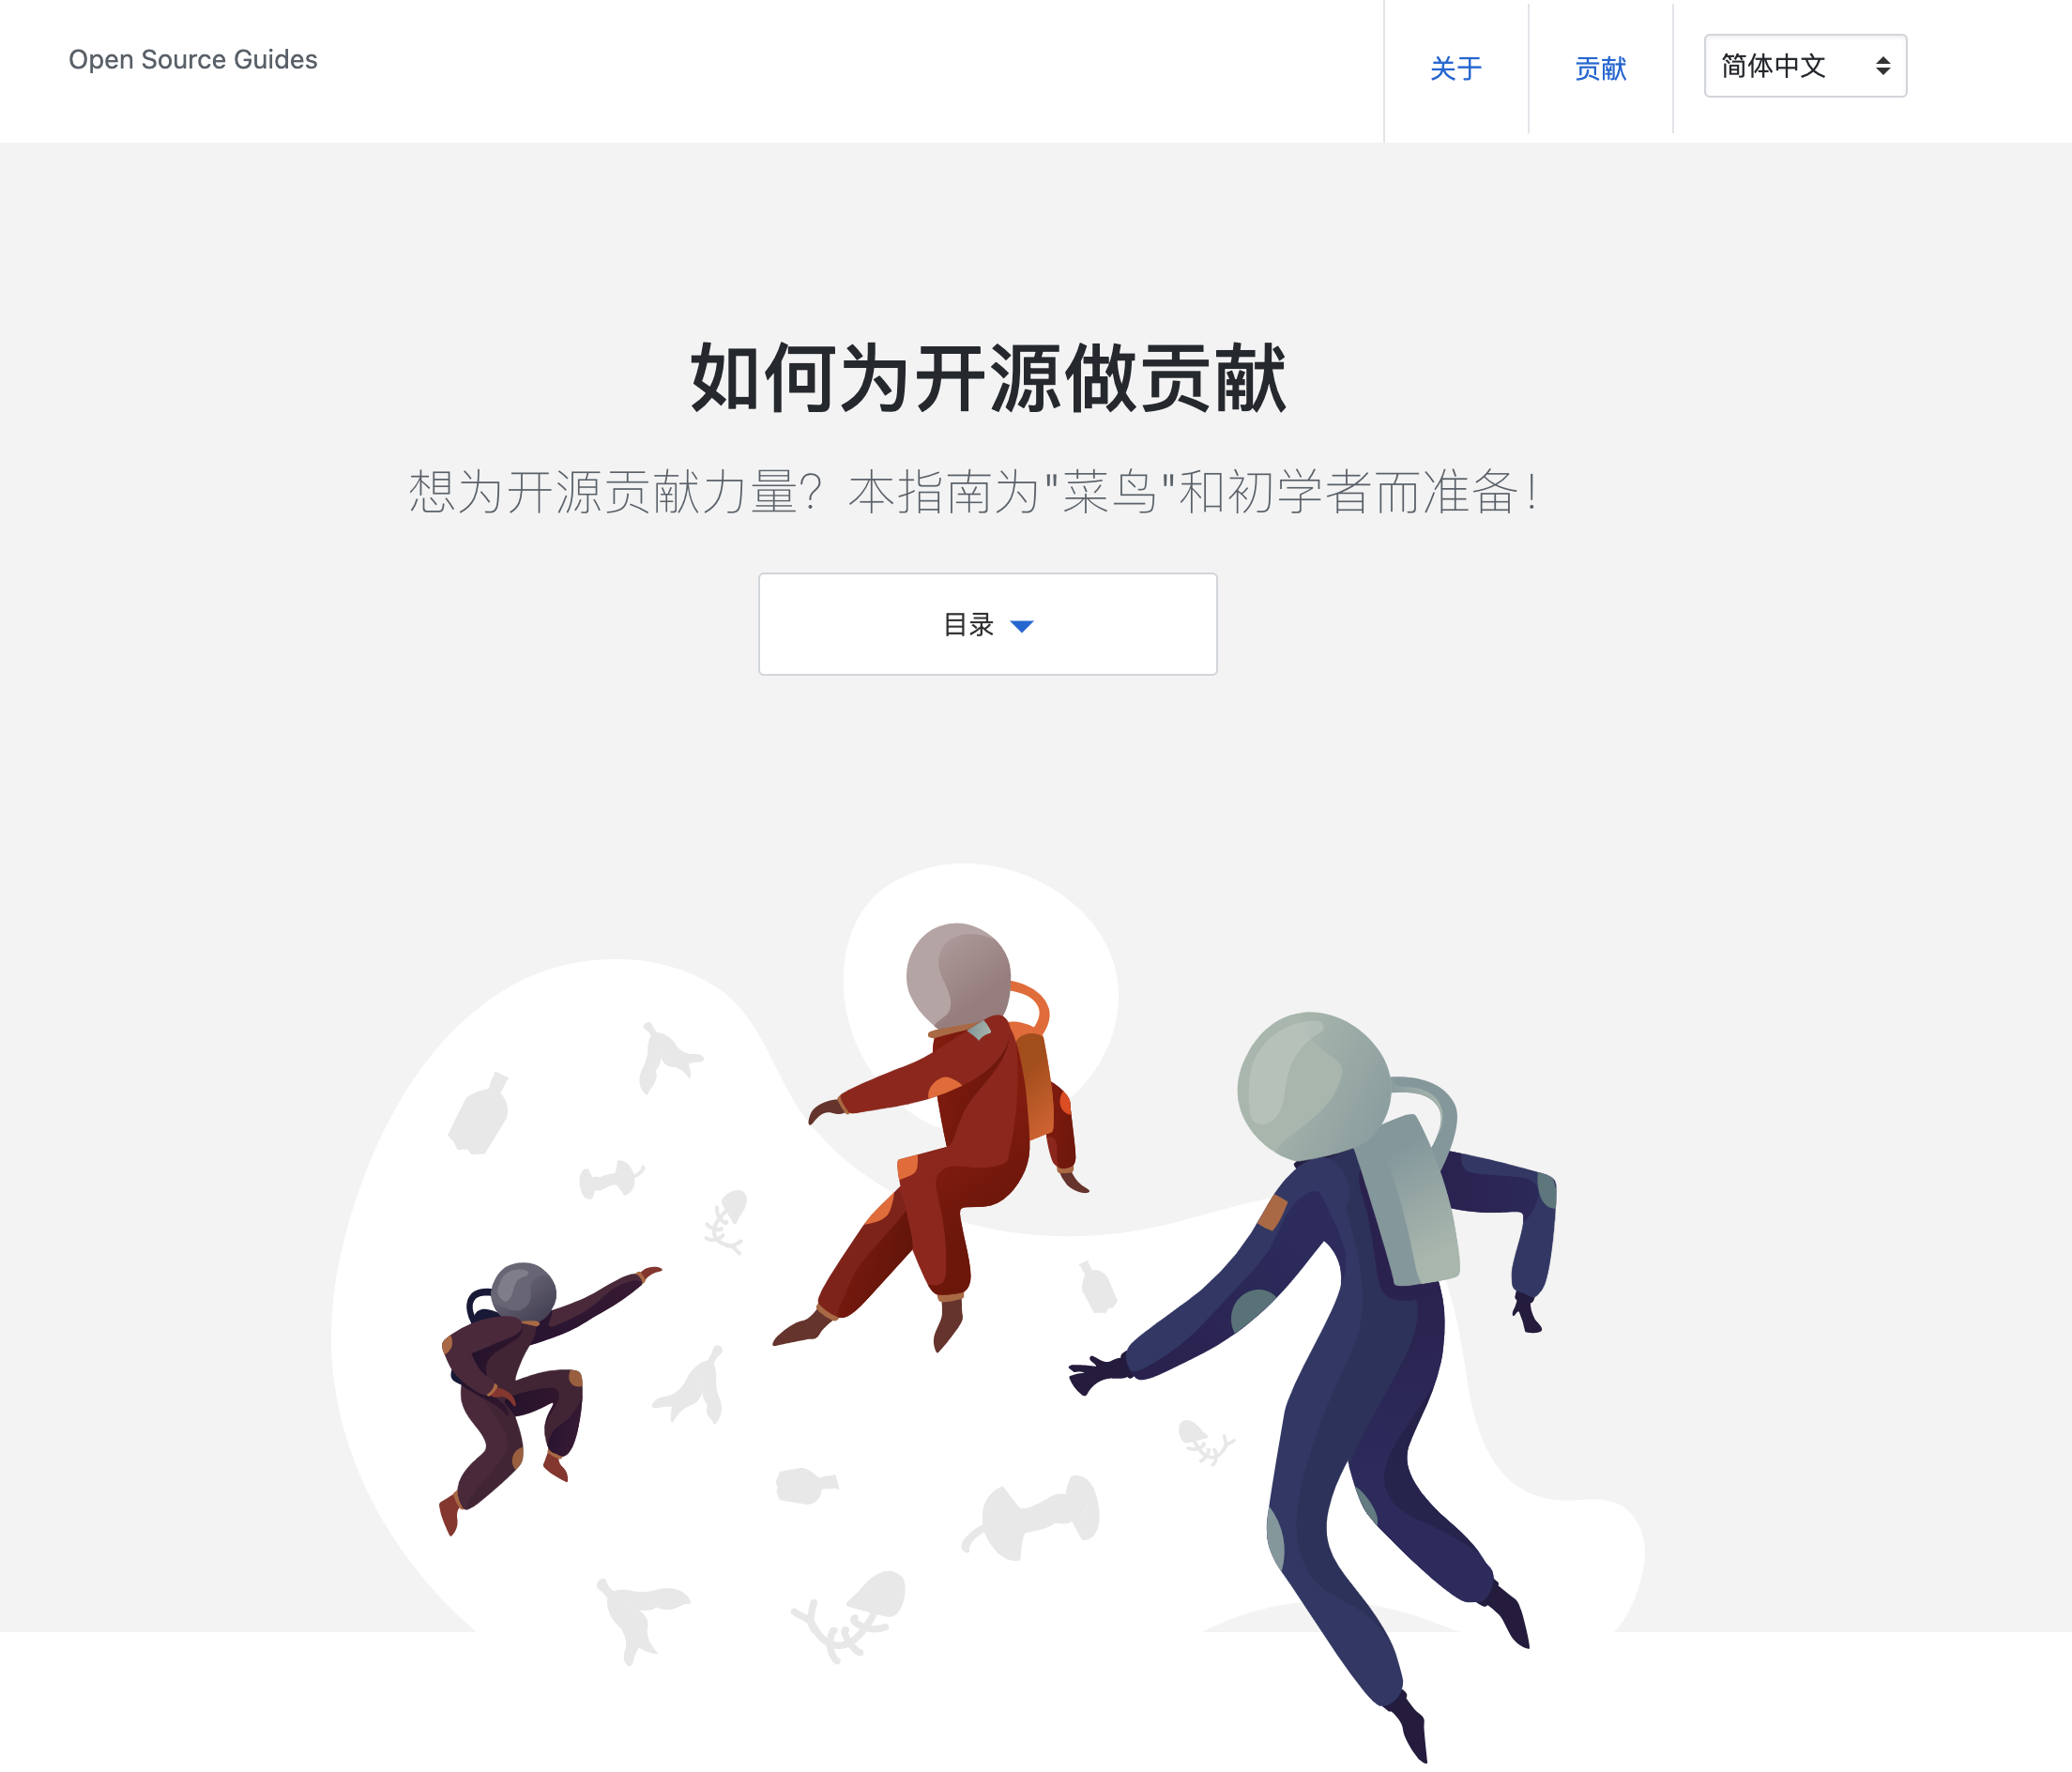 Open Source Guides
关于
贡献
简体中文
如何为开源做贡献
想为开源贡献力量？本指南为"菜鸟"和初学者而准备！
目录